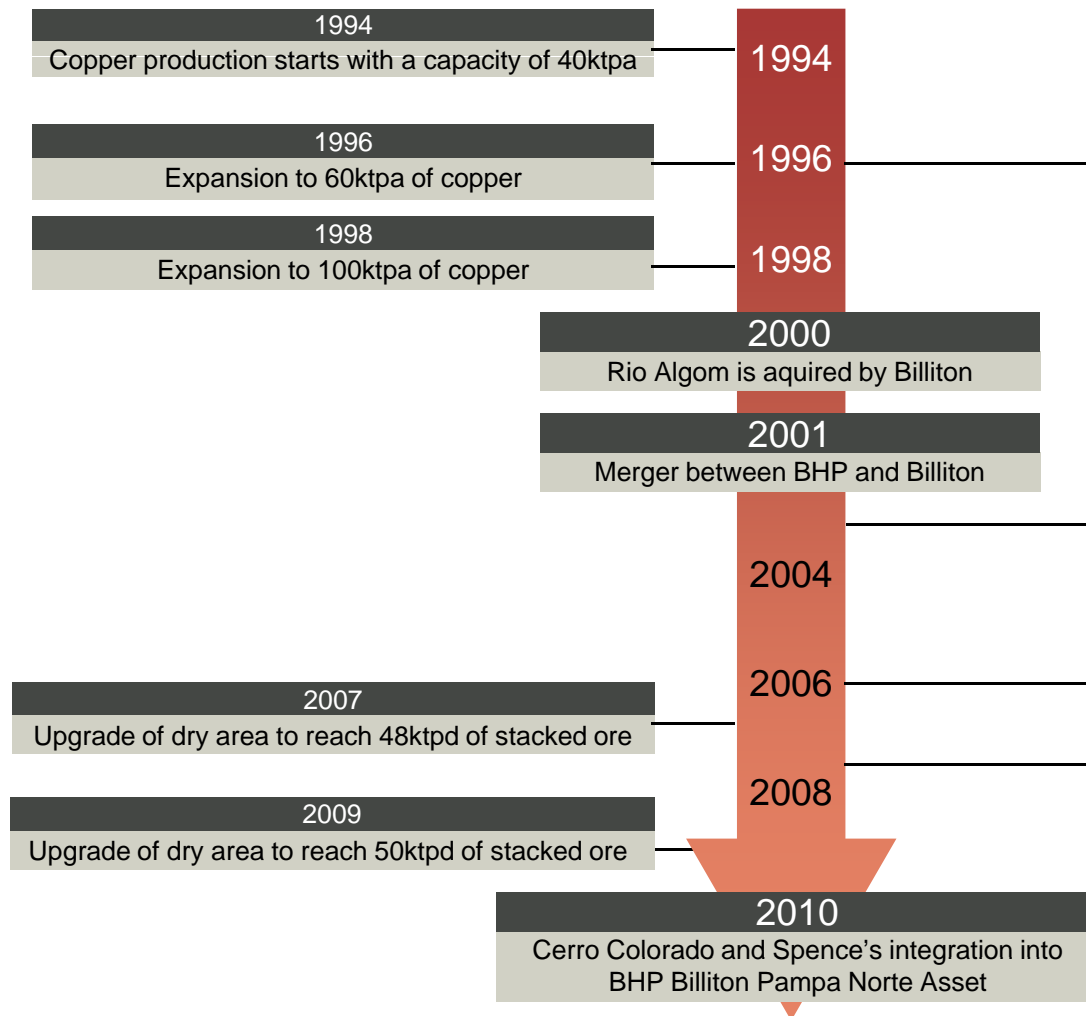 1994
Copper production starts with a capacity of 40ktpa
1994
1996
Expansion to 60ktpa of copper
1996
1998
Expansion to 100ktpa of copper
1998
2000
Rio Algom is aquired by Billiton
2001
Merger between BHP and Billiton
2004
2006
2007
Upgrade of dry area to reach 48ktpd of stacked ore
2008
2009
Upgrade of dry area to reach 50ktpd of stacked ore
2010
Cerro Colorado and Spence’s integration into
BHP Billiton Pampa Norte Asset